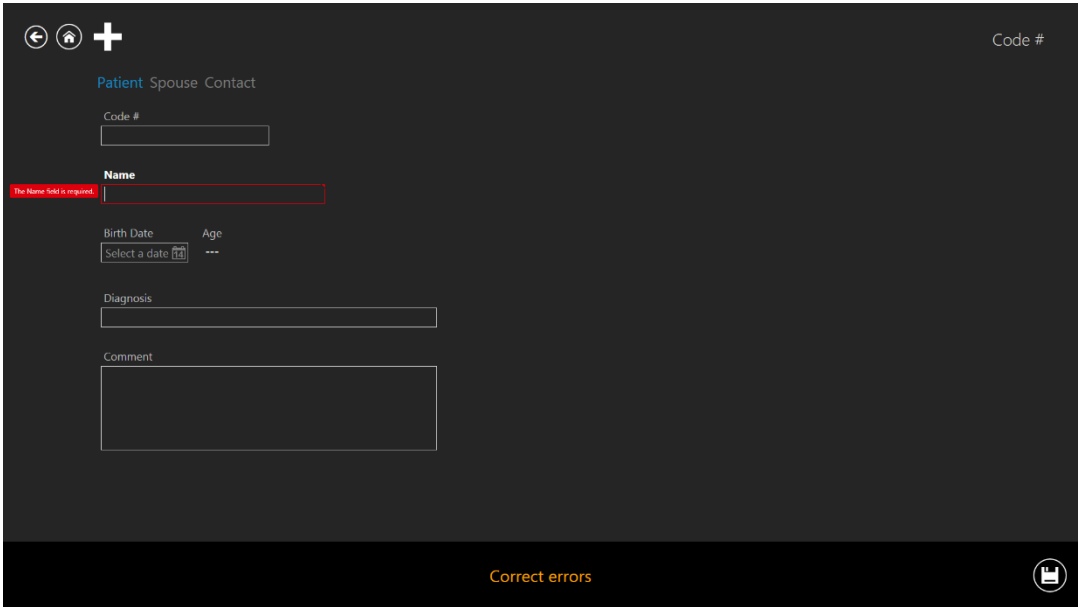 Code #
Patient Spouse Contact
Code #
Name
The Name field is required.
Birth Date Age
Select a date 14 ---
Diagnosis
Comment
Correct errors